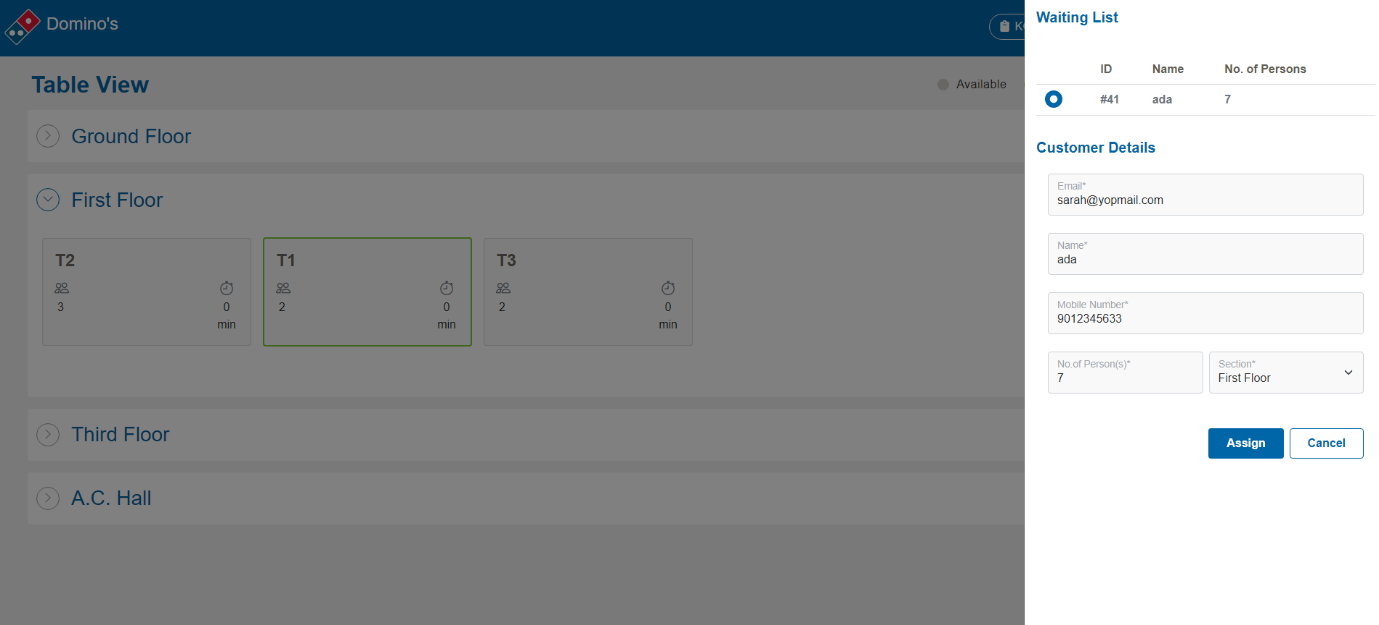 Domino's
Table View
Available
Ground Floor
First Floor
T2
3
0
min
T1
2
0
min
T3
2
0
min
Third Floor
A.C. Hall
Waiting List
ID Name No. of Persons
#41 ada 7
Customer Details
Email*
sarah@yopmail.com
Name*
ada
Mobile Number*
9012345633
No.of Person(s)*
7
Section*
First Floor
Assign Cancel